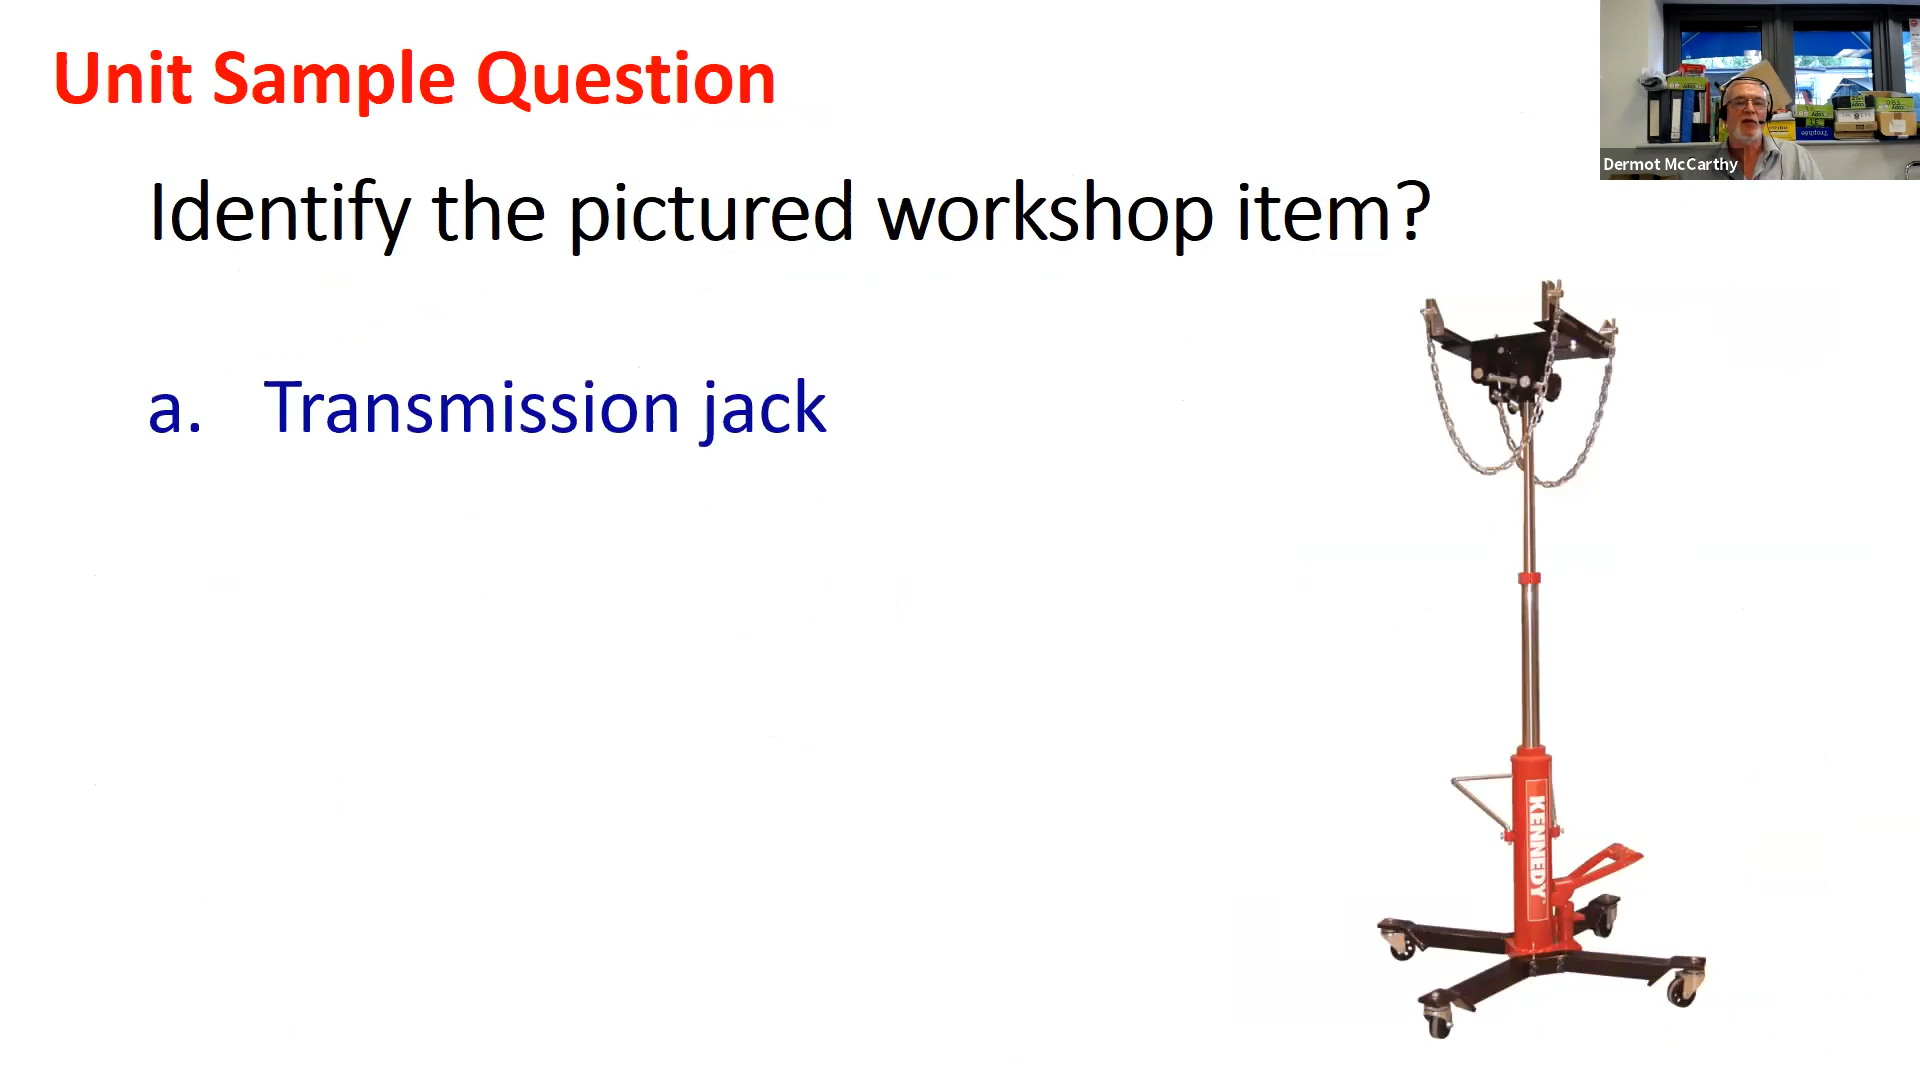 Unit Sample Question
Identify the pictured workshop item?
a. Transmission jack
KENNEDY
Dermot McCarthy